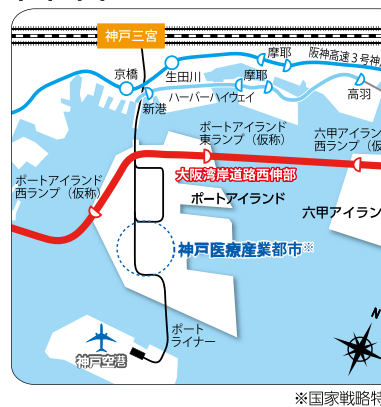 神戸三宮
摩耶
阪神高速3号神
生田川
京橋
摩耶
高羽
新港
ハーバーハイウェイ
ポートアイランド
東ランプ（仮称）
六甲アイラン
西ランプ（仮
大阪湾岸道路西伸部
ポートアイランド
西ランプ（仮称）
ポートアイランド
六甲アイラン
神戸医療産業都市※
N
ポート
ライナー
神戸空港
※国家戦略特